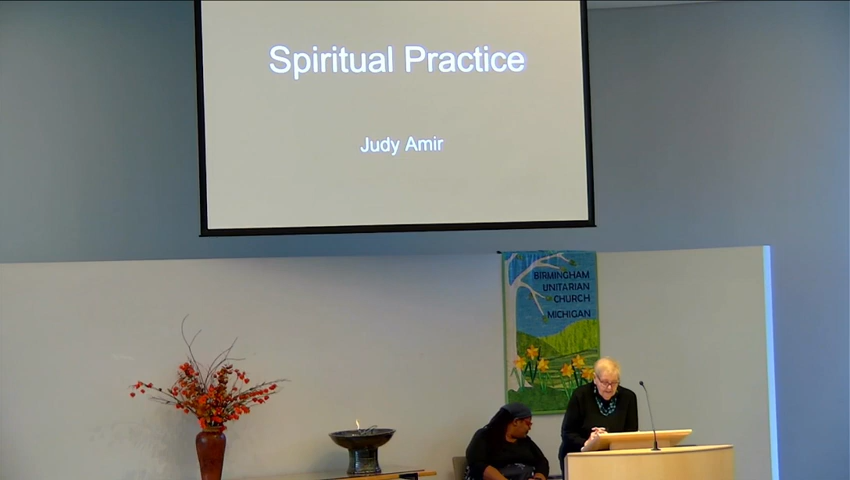 Spiritual Practice
Judy Amir
BIRMINGHAM
UNITARIAN
CHURCH
MICHIGAN